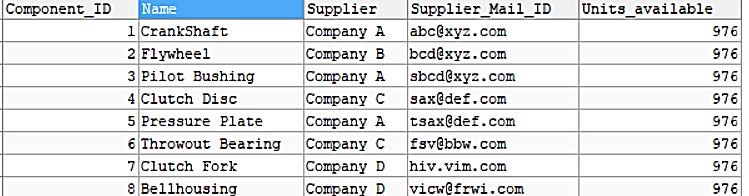 Component_ID Name Supplier Supplier_Mail_ID Units_available
1 CrankShaft Company A abc@xyz.com 976
2 Flywheel Company B bcd@xyz.com 976
3 Pilot Bushing Company A sbcd@xyz.com 976
4 Clutch Disc Company C sax@def.com 976
5 Pressure Plate Company A tsax@def.com 976
6 Throwout Bearing Company C fsv@bbw.com 976
7 Clutch Fork Company D hiv.vim.com 976
8 Bellhousing Company D vicw@frwi.com 976